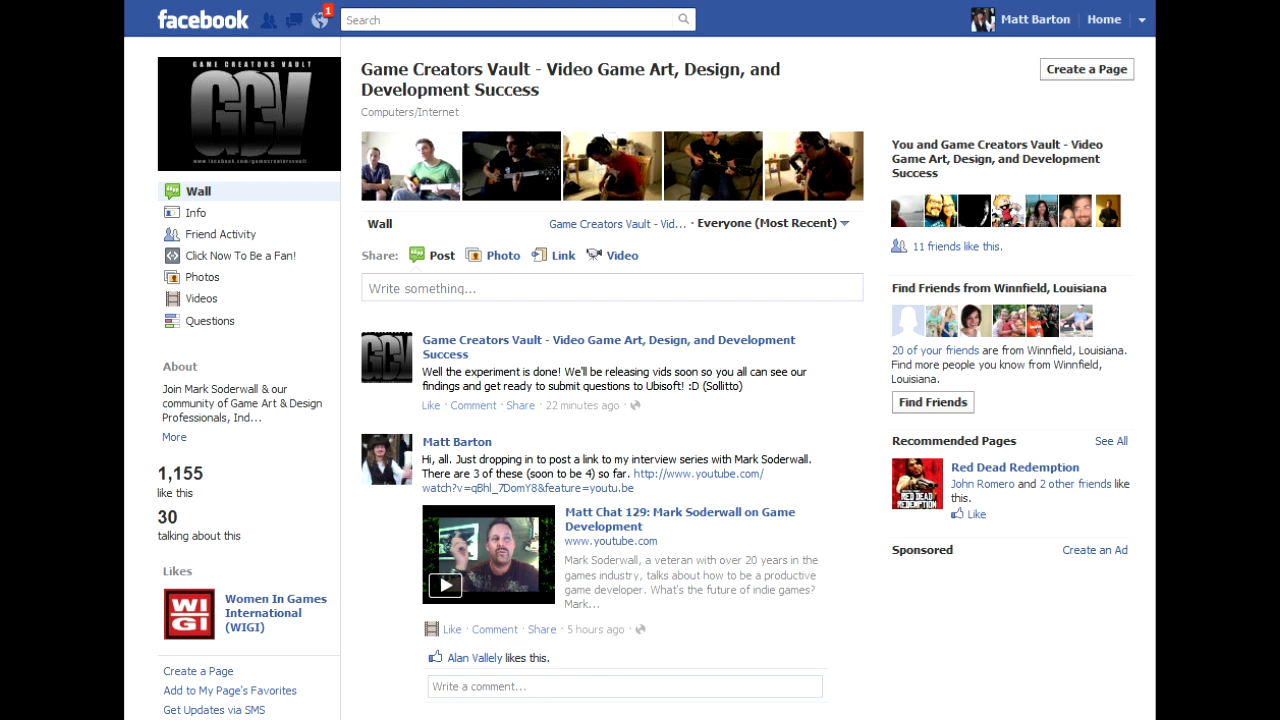 facebook
1
Search
Matt Barton
Home
GAME CREATORS VAULT
GCV
www.facebook.com/gamecreatorsvault
Wall
Info
Friend Activity
Click Now To Be a Fan!
Photos
Videos
Questions
About
Join Mark Soderwall & our
community of Game Art & Design
Professionals, Ind...
More
1,155
like this
30
talking about this
Likes
WI
GI
Women In Games
International
(WIGI)
Create a Page
Add to My Page's Favorites
Get Updates via SMS
Game Creators Vault - Video Game Art, Design, and
Development Success
Computers/Internet
Wall
Game Creators Vault - Vid... · Everyone (Most Recent)
Share: Post Photo Link Video
Write something...
GCV
Game Creators Vault - Video Game Art, Design, and Development
Success
Well the experiment is done! We'll be releasing vids soon so you all can see our
findings and get ready to submit questions to Ubisoft! :D (Sollitto)
Like · Comment · Share · 22 minutes ago ·
Matt Barton
Hi, all. Just dropping in to post a link to my interview series with Mark Soderwall.
There are 3 of these (soon to be 4) so far. http://www.youtube.com/
watch?v=qBhl_7DomY8&feature=youtu.be
Matt Chat 129: Mark Soderwall on Game
Development
www.youtube.com
Mark Soderwall, a veteran with over 20 years in the
games industry, talks about how to be a productive
game developer. What's the future of indie games?
Mark...
Like · Comment · Share · 5 hours ago ·
Alan Vallely likes this.
Write a comment...
Create a Page
You and Game Creators Vault - Video
Game Art, Design, and Development
Success
11 friends like this.
Find Friends from Winnfield, Louisiana
20 of your friends are from Winnfield, Louisiana.
Find more people you know from Winnfield,
Louisiana.
Find Friends
Recommended Pages
See All
RED DEAD
REDEMPTION
Red Dead Redemption
John Romero and 2 other friends like
this.
Like
Sponsored
Create an Ad